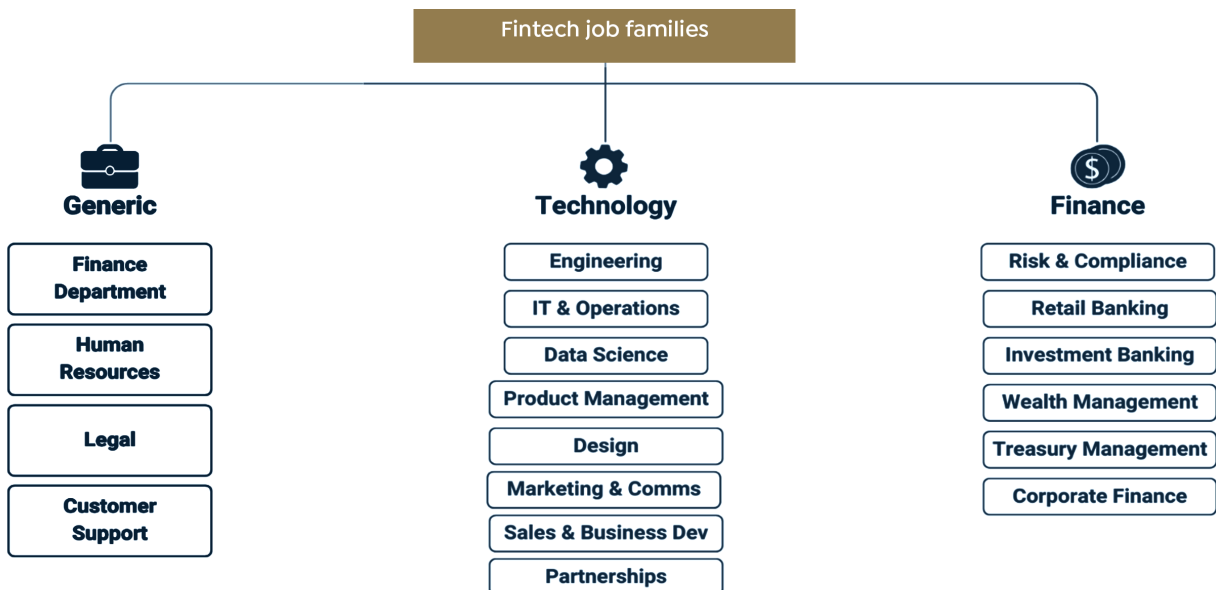 Fintech job families
Generic
Finance
Department
Human
Resources
Legal
Customer
Support
Technology
Engineering
IT & Operations
Data Science
Product Management
Design
Marketing & Comms
Sales & Business Dev
Partnerships
Finance
Risk & Compliance
Retail Banking
Investment Banking
Wealth Management
Treasury Management
Corporate Finance
$